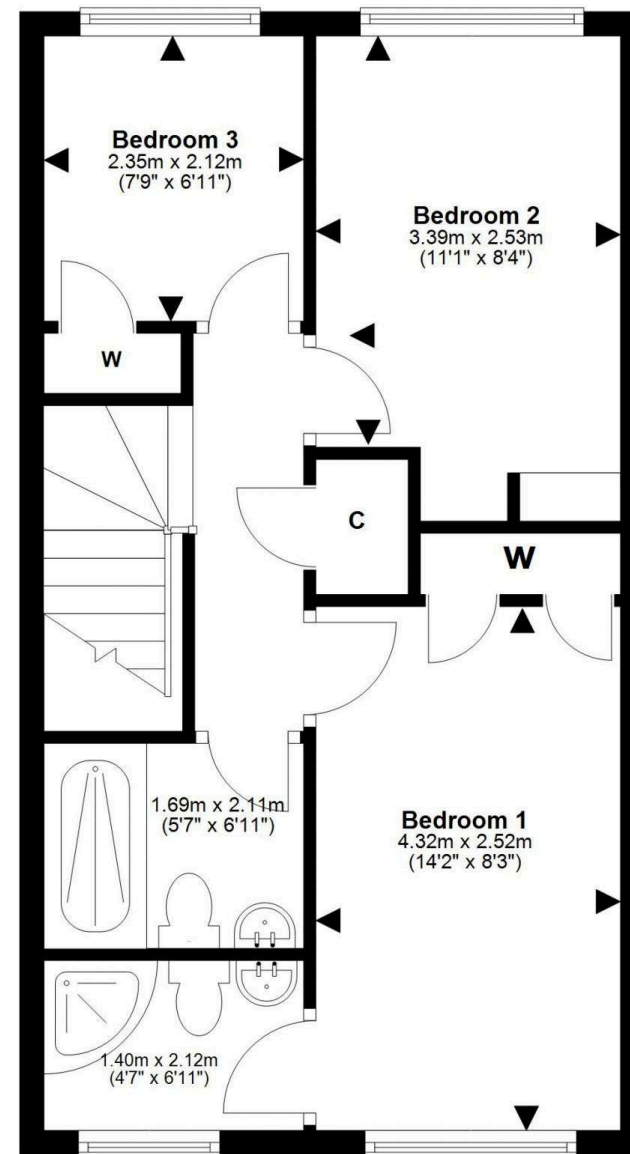 Bedroom 3
2.35m x 2.12m
(7'9" x 6'11")
Bedroom 2
3.39m x 2.53m
(11'1" x 8'4")
W
C
W
1.69m x 2.11m
(5'7" x 6'11")
Bedroom 1
4.32m x 2.52m
(14'2" x 8'3")
1.40m x 2.12m
(4'7" x 6'11")